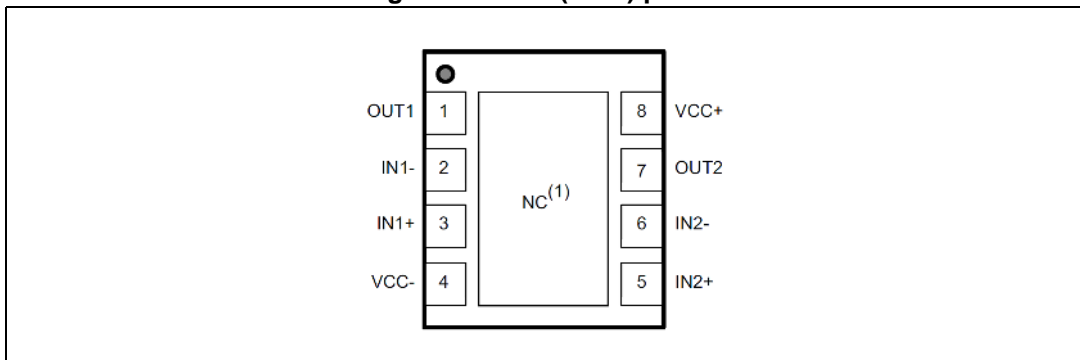 OUT1 1 8 VCC+
IN1- 2 7 OUT2
NC(1)
IN1+ 3 6 IN2-
VCC- 4 5 IN2+